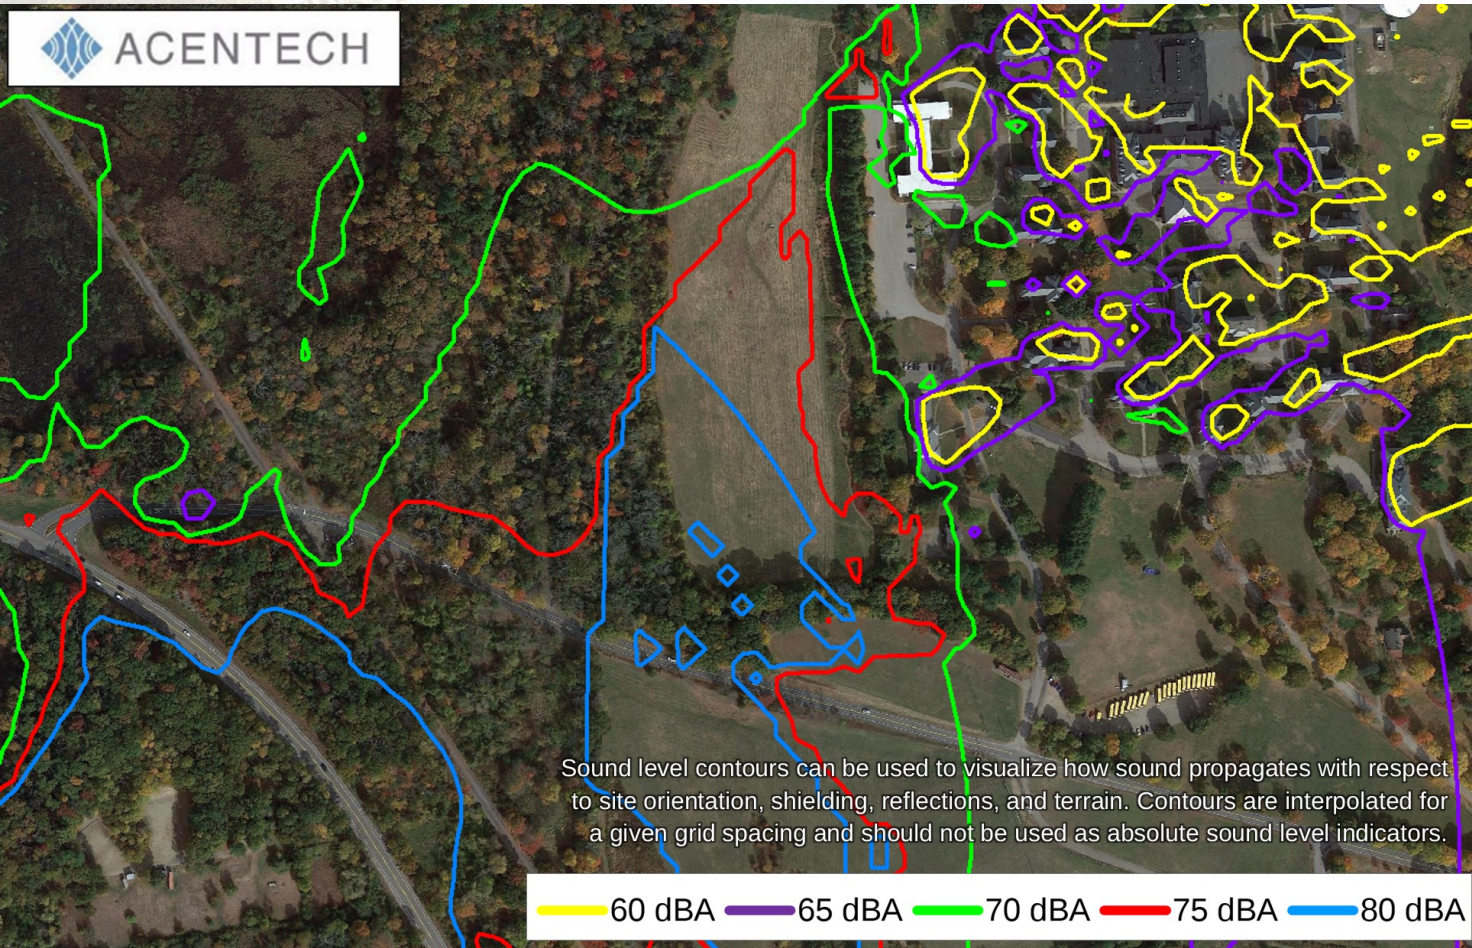 ACENTECH
Sound level contours can be used to visualize how sound propagates with respect
to site orientation, shielding, reflections, and terrain. Contours are interpolated for
a given grid spacing and should not be used as absolute sound level indicators.
60 dBA 65 dBA 70 dBA 75 dBA 80 dBA